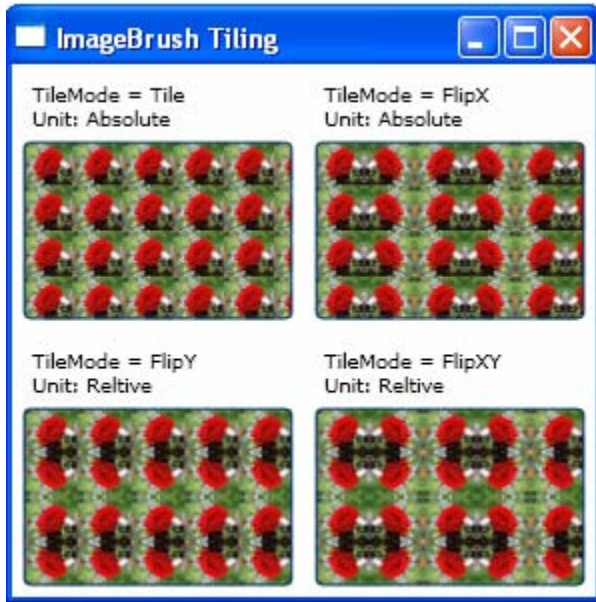 ImageBrush Tiling
TileMode = Tile
Unit: Absolute
TileMode = FlipX
Unit: Absolute
TileMode = FlipY
Unit: Reltive
TileMode = FlipXY
Unit: Reltive